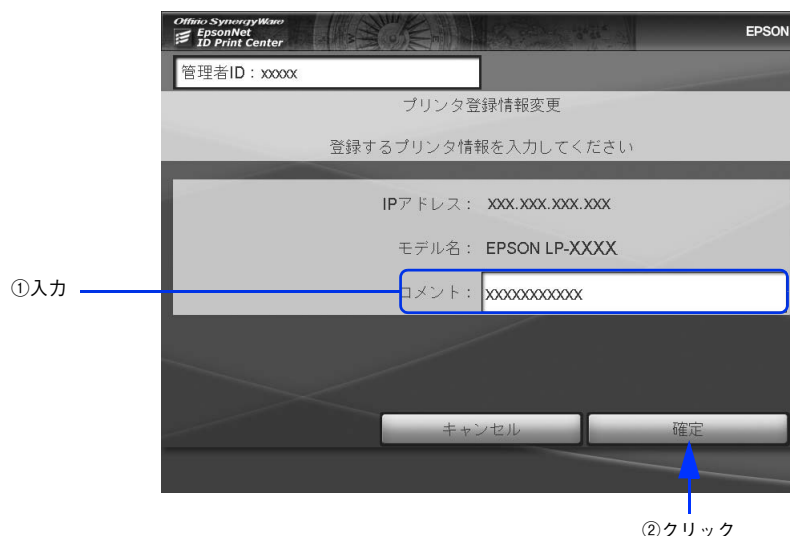 Offirio SynergyWare
EpsonNet
ID Print Center
EPSON
管理者ID：xxxxx
プリンタ登録情報変更
登録するプリンタ情報を入力してください
IPアドレス： XXX.XXX.XXX.XXX
モデル名： EPSON LP-XXXX
①入力
コメント： XXXXXXXXXXX
キャンセル 確定
②クリック